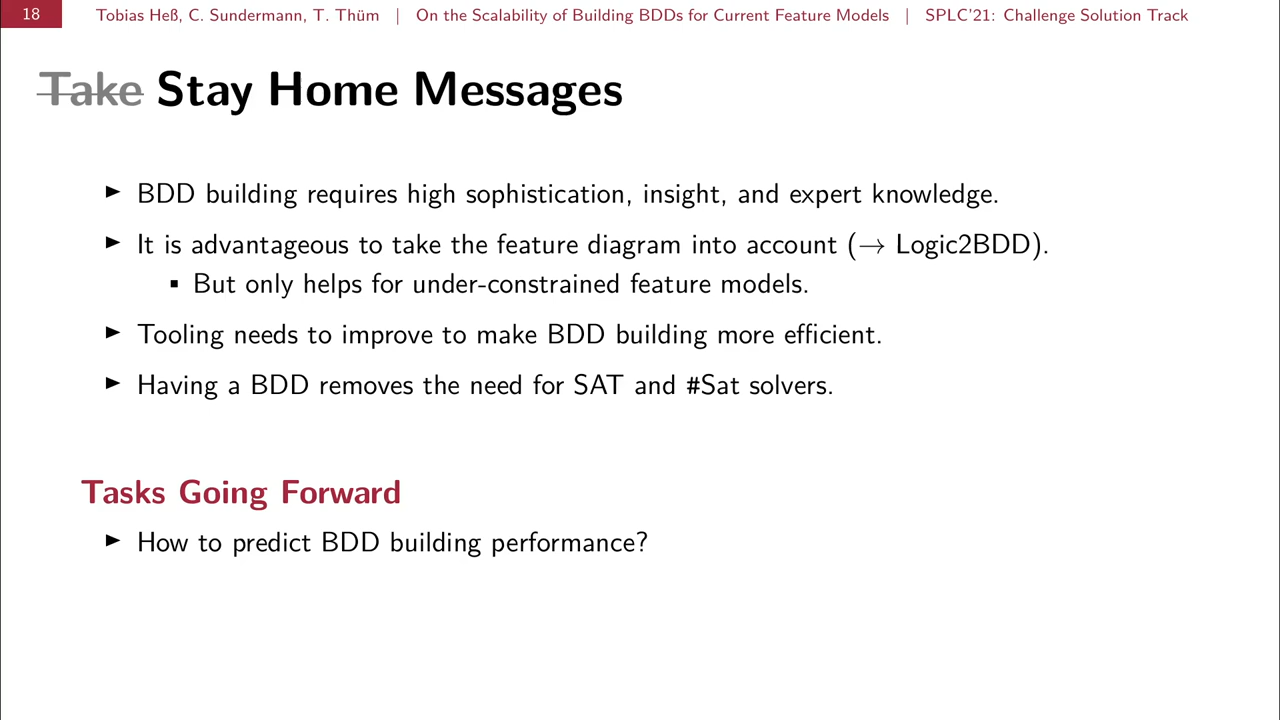 18 Tobias Heß, C. Sundermann, T. Thüm | On the Scalability of Building BDDs for Current Feature Models | SPLC'21: Challenge Solution Track
Take Stay Home Messages
▶ BDD building requires high sophistication, insight, and expert knowledge.
▶ It is advantageous to take the feature diagram into account (→ Logic2BDD).
▪ But only helps for under-constrained feature models.
▶ Tooling needs to improve to make BDD building more efficient.
▶ Having a BDD removes the need for SAT and #Sat solvers.
Tasks Going Forward
▶ How to predict BDD building performance?